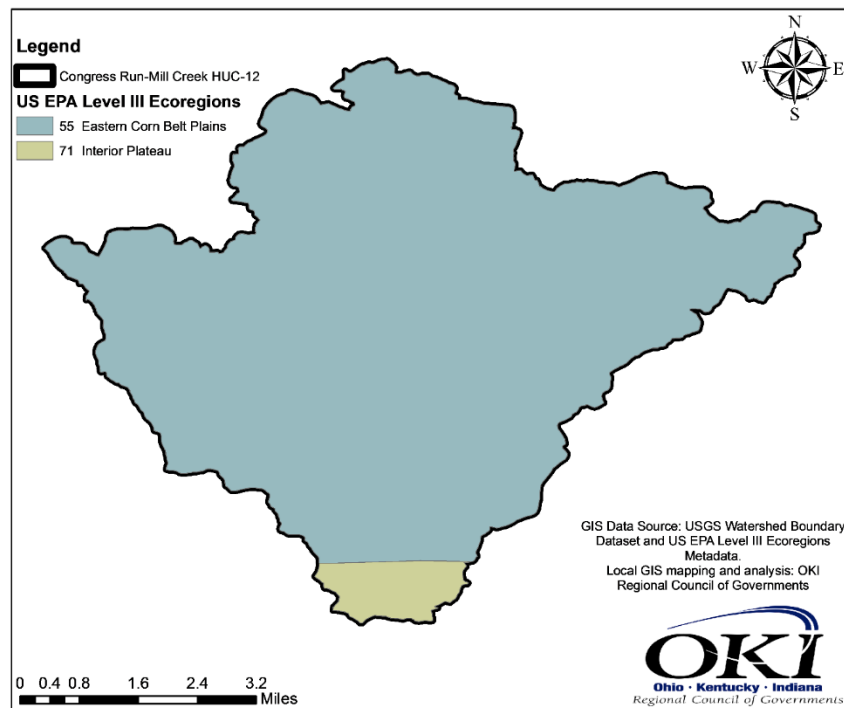 Legend
Congress Run-Mill Creek HUC-12
US EPA Level III Ecoregions
55 Eastern Corn Belt Plains
71 Interior Plateau
N
W E
S
GIS Data Source: USGS Watershed Boundary
Dataset and US EPA Level III Ecoregions
Metadata.
Local GIS mapping and analysis: OKI
Regional Council of Governments
OKI
Ohio · Kentucky · Indiana
Regional Council of Governments
0 0.4 0.8 1.6 2.4 3.2
Miles